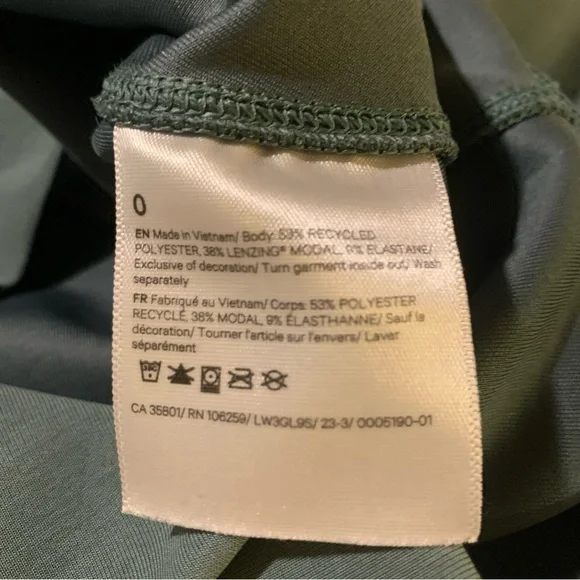 0
EN Made in Vietnam/ Body: 53% RECYCLED
POLYESTER, 38% LENZING® MODAL, 9% ELASTANE/
Exclusive of decoration/ Turn garment inside out/ Wash
separately
FR Fabriqué au Vietnam/ Corps: 53% POLYESTER
RECYCLÉ, 38% MODAL, 9% ÉLASTHANNE/ Sauf la
décoration/ Tourner l'article sur l'envers/ Laver
séparément
CA 35801/ RN 106259/ LW3GL9S/ 23-3/ 0005190-01